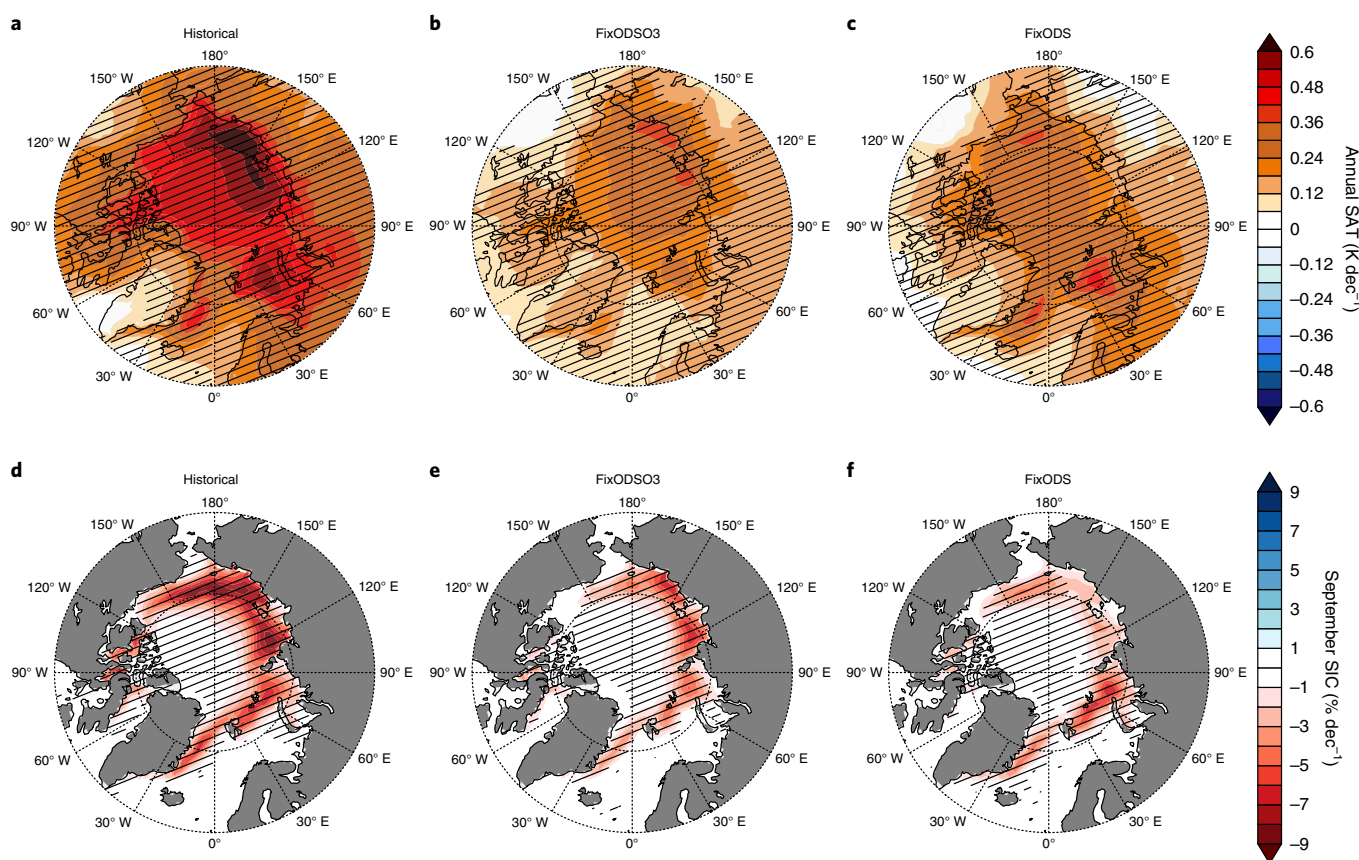 a
Historical
180°
150° W
150° E
120° W
120° E
90° W
90° E
60° W
60° E
30° W
30° E
0°
b
FixODSO3
180°
150° W
150° E
120° W
120° E
90° W
90° E
60° W
60° E
30° W
30° E
0°
c
FixODS
180°
150° W
150° E
120° W
120° E
90° W
90° E
60° W
60° E
30° W
30° E
0°
0.6
0.48
0.36
0.24
0.12
0
–0.12
–0.24
–0.36
–0.48
–0.6
Annual SAT (K dec⁻¹)
d
Historical
180°
150° W
150° E
120° W
120° E
90° W
90° E
60° W
60° E
30° W
30° E
0°
e
FixODSO3
180°
150° W
150° E
120° W
120° E
90° W
90° E
60° W
60° E
30° W
30° E
0°
f
FixODS
180°
150° W
150° E
120° W
120° E
90° W
90° E
60° W
60° E
30° W
30° E
0°
9
7
5
3
1
–1
–3
–5
–7
–9
September SIC (% dec⁻¹)